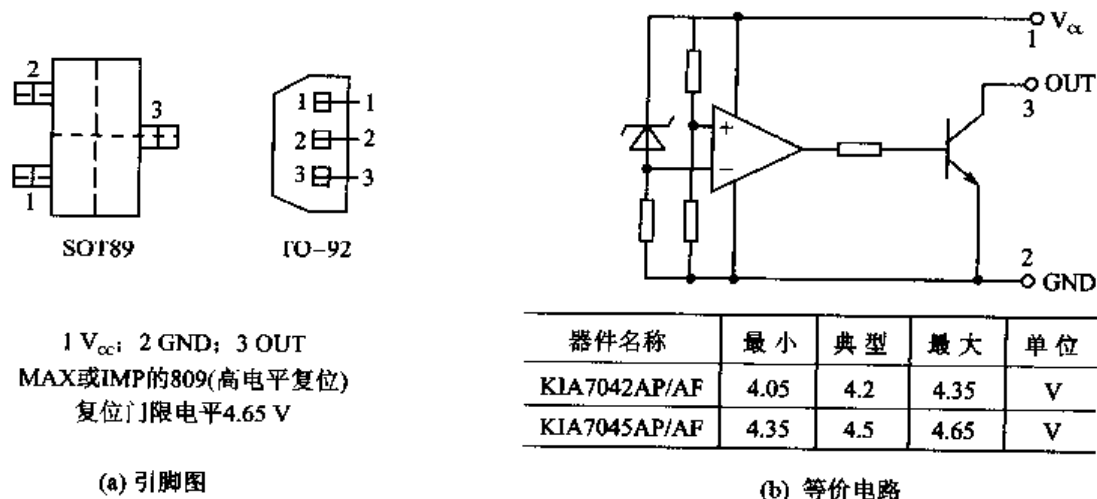 2
3
1
SOT89
1 1
2 2
3 3
TO-92
1 V_cc; 2 GND; 3 OUT
MAX或IMP的809(高电平复位)
复位门限电平4.65 V
(a) 引脚图
V_cc
1
OUT
3
+
−
2
GND
器件名称 最小 典型 最大 单位
KIA7042AP/AF 4.05 4.2 4.35 V
KIA7045AP/AF 4.35 4.5 4.65 V
(b) 等价电路